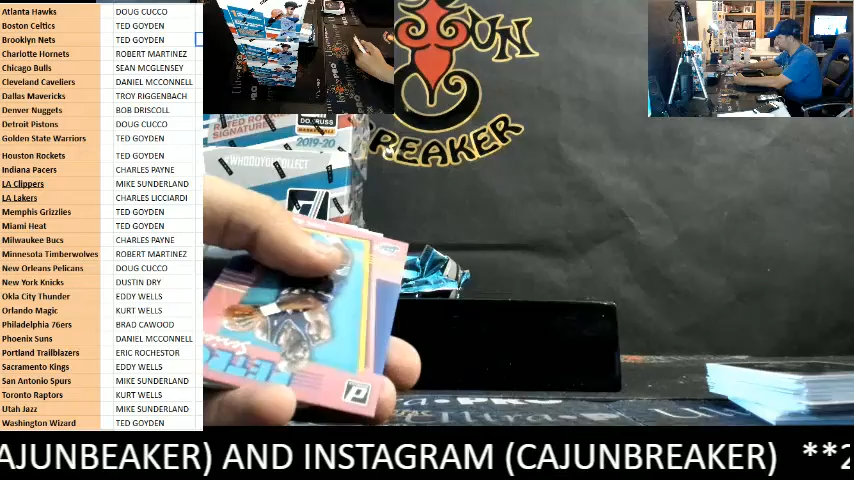 Atlanta Hawks DOUG CUCCO
Boston Celtics TED GOYDEN
Brooklyn Nets TED GOYDEN
Charlotte Hornets ROBERT MARTINEZ
Chicago Bulls SEAN MCGLENSEY
Cleveland Caveliers DANIEL MCCONNELL
Dallas Mavericks TROY RIGGENBACH
Denver Nuggets BOB DRISCOLL
Detroit Pistons DOUG CUCCO
Golden State Warriors TED GOYDEN
Houston Rockets TED GOYDEN
Indiana Pacers CHARLES PAYNE
LA Clippers MIKE SUNDERLAND
LA Lakers CHARLES LICCIARDI
Memphis Grizzlies TED GOYDEN
Miami Heat TED GOYDEN
Milwaukee Bucs CHARLES PAYNE
Minnesota Timberwolves ROBERT MARTINEZ
New Orleans Pelicans DOUG CUCCO
New York Knicks DUSTIN DRY
Okla City Thunder EDDY WELLS
Orlando Magic KURT WELLS
Philadelphia 76ers BRAD CAWOOD
Phoenix Suns DANIEL MCCONNELL
Portland Trailblazers ERIC ROCHESTOR
Sacramento Kings EDDY WELLS
San Antonio Spurs MIKE SUNDERLAND
Toronto Raptors KURT WELLS
Utah Jazz MIKE SUNDERLAND
Washington Wizard TED GOYDEN
UN
BREAKER
RATED ROOKIE
SIGNATURES
2019-20
#WHODOYOUCOLLECT
AJUNBEAKER) AND INSTAGRAM (CAJUNBREAKER) **2